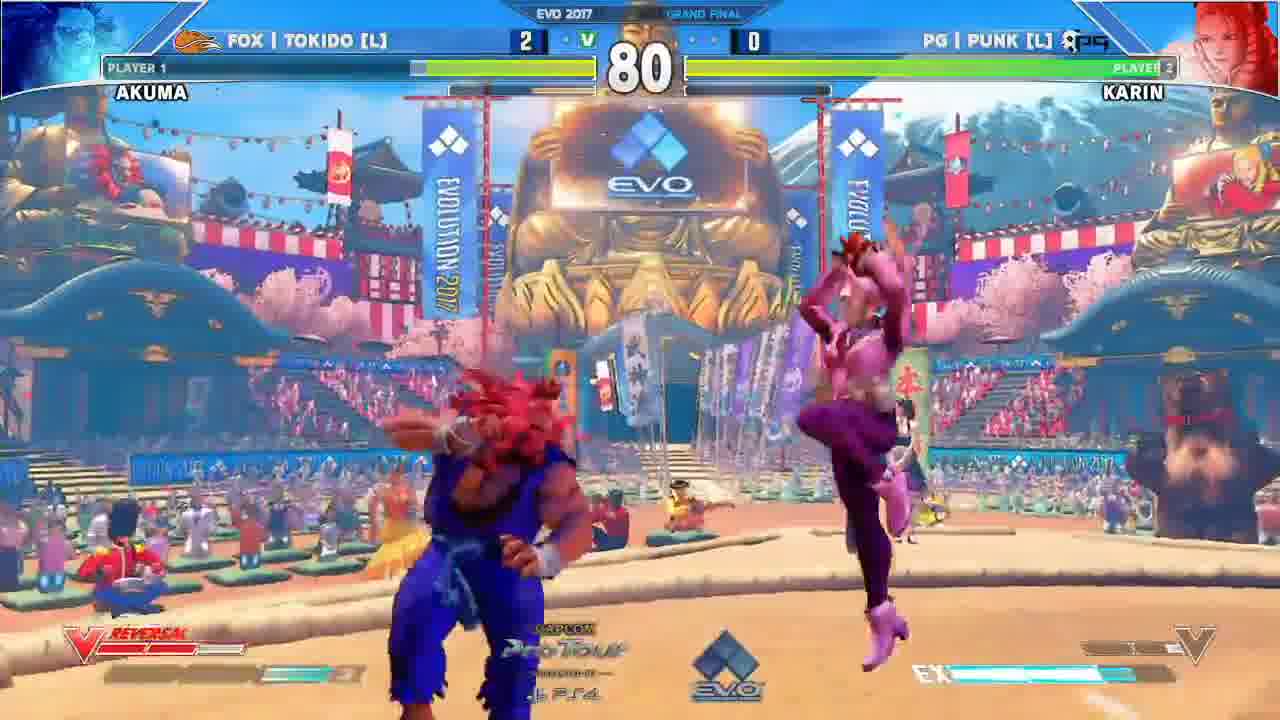 EVO 2017 GRAND FINAL
FOX | TOKIDO [L] 2 V 80 0 PG | PUNK [L]
PLAYER 1 PLAYER 2
AKUMA KARIN
EVO
EVOLUTION 2017
REVERSAL
EX
CAPCOM
Pro Tour
PS4
EVO